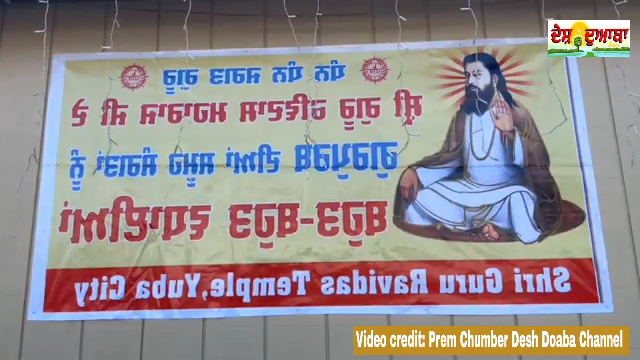 ਦੇਸ਼ ਦੁਆਬਾ
ਧੰਨ ਧੰਨ ਜਗਤ ਗੁਰੂ
ਸ਼੍ਰੀ ਗੁਰੂ ਰਵਿਦਾਸ ਮਹਾਰਾਜ ਜੀ ਦੇ
ਗੁਰਪੁਰਬ ਦੀਆਂ ਸਮੂਹ ਸੰਗਤਾਂ ਨੂੰ
ਬਹੁਤ-ਬਹੁਤ ਵਧਾਈਆਂ
Shri Guru Ravidas Temple, Yuba City
Video credit: Prem Chumber Desh Doaba Channel